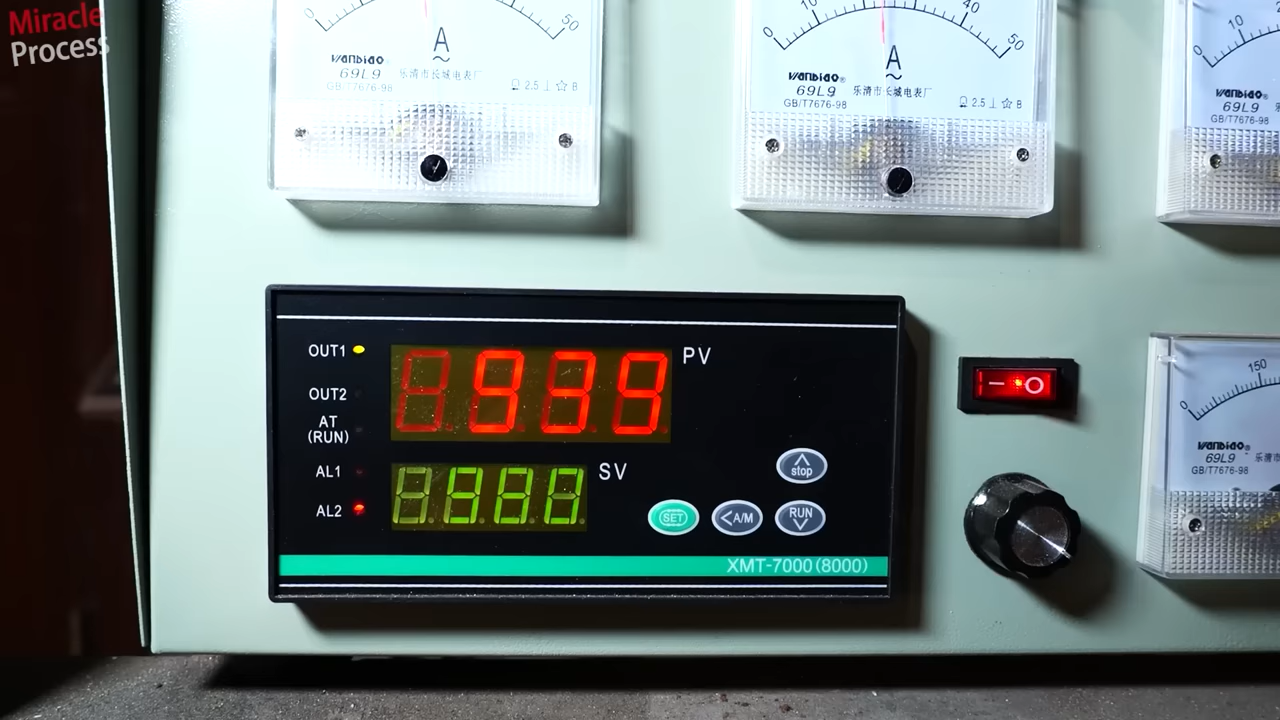 Miracle
Process
0
50
A
WANBIAO®
69L9
乐清市长城电表厂
GB/T7676-98
2.5
B
0
10
40
50
A
WANBIAO®
69L9
乐清市长城电表厂
GB/T7676-98
2.5
B
0
10
WANBIAO®
69L9
GB/T7676-98
OUT1
OUT2
AT
(RUN)
AL1
AL2
PV
SV
stop
SET
<A/M
RUN
XMT-7000(8000)
0
150
WANBIAO®
69L9
乐清市
GB/T7676-98